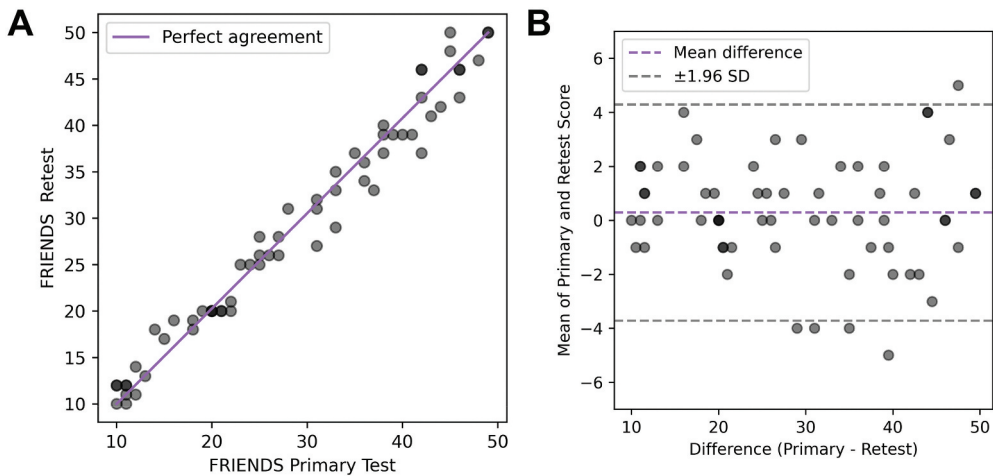 A
Perfect agreement
50
45
40
35
30
25
20
15
10
FRIENDS  Retest
10
20
30
40
50
FRIENDS Primary Test
B
Mean difference
±1.96 SD
6
4
2
0
−2
−4
−6
Mean of Primary and Retest Score
10
20
30
40
50
Difference (Primary - Retest)